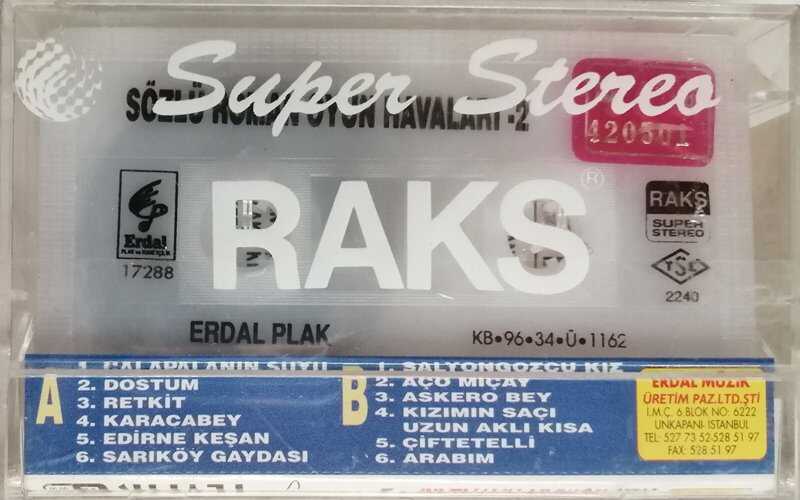 Super Stereo
SÖZLÜ ROMAN OYUN HAVALARI -2
420501
RAKS®
Erdal
17288
RAKS
SUPER
STEREO
TSE
2240
ERDAL PLAK
KB•96•34•Ü•1162
A
1. ÇALAPALANIN SUYU
2. DOSTUM
3. RETKİT
4. KARACABEY
5. EDİRNE KEŞAN
6. SARIKÖY GAYDASI
B
1. SALYONGOZCU KIZ
2. AÇO MIÇAY
3. ASKERO BEY
4. KIZIMIN SAÇI
UZUN AKLI KISA
5. ÇİFTETELLİ
6. ARABIM
ERDAL MÜZİK
ÜRETİM PAZ.LTD.ŞTİ
İ.M.Ç. 6.BLOK NO: 6222
UNKAPANI- İSTANBUL
TEL: 527 73 52-528 51 97
FAX: 528 51 97